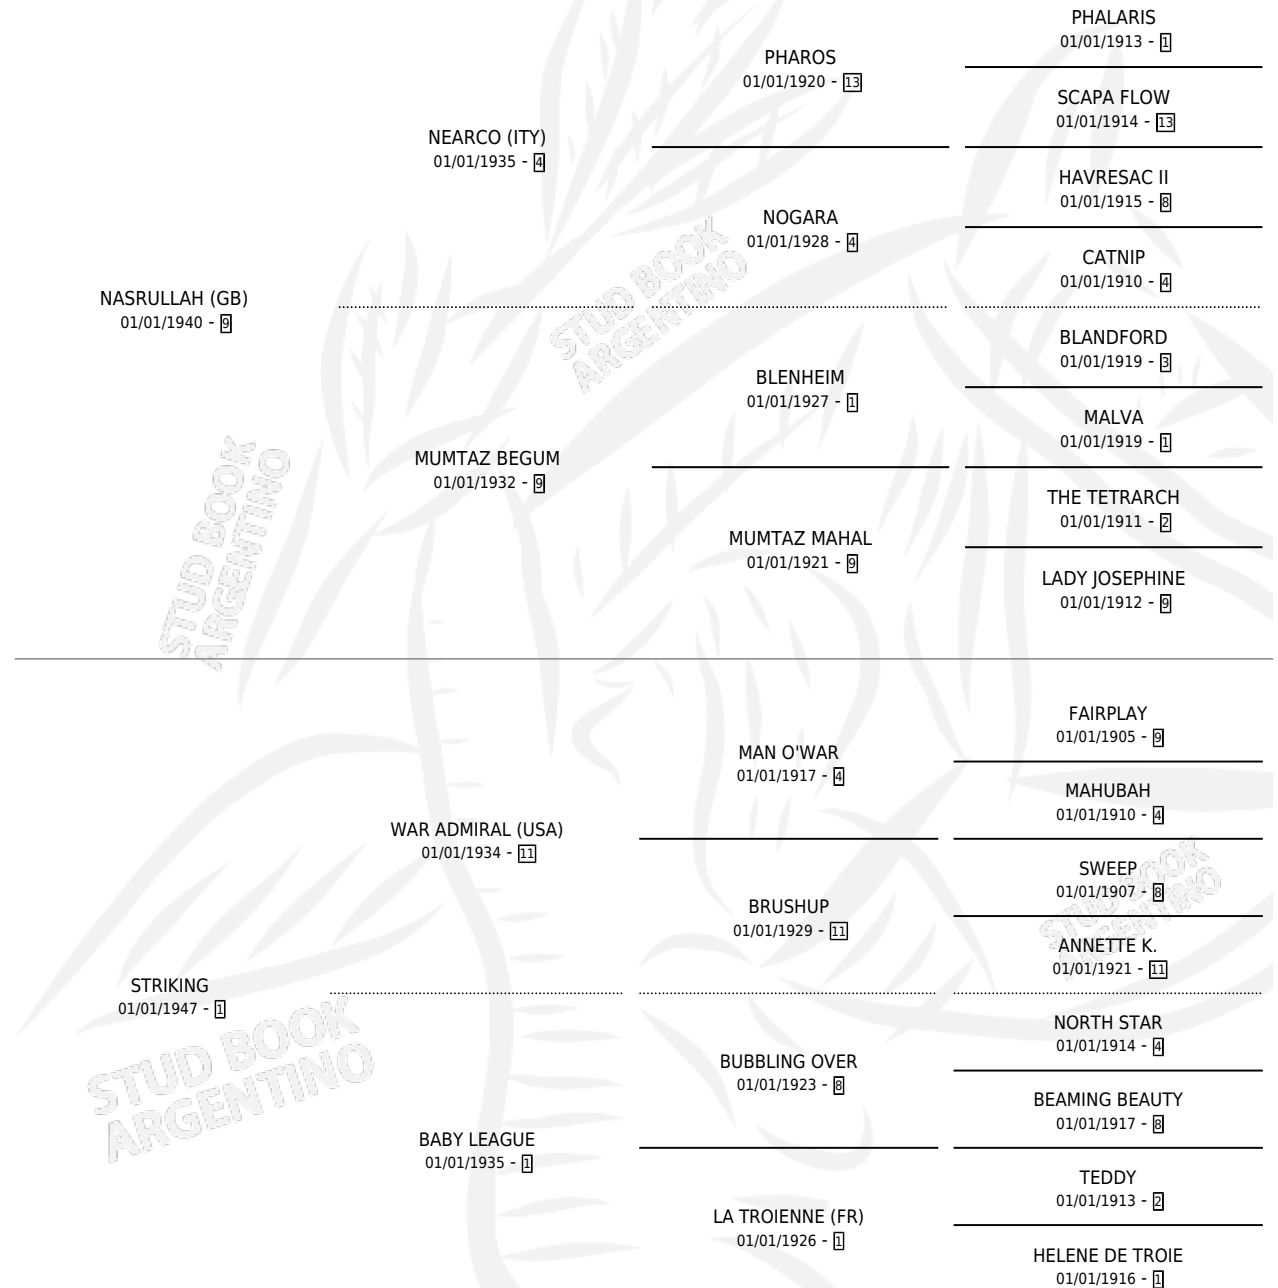 PHALARIS
01/01/1913 - 1
PHAROS
01/01/1920 - 13
SCAPA FLOW
01/01/1914 - 13
NEARCO (ITY)
01/01/1935 - 4
HAVRESAC II
01/01/1915 - 8
NOGARA
01/01/1928 - 4
CATNIP
01/01/1910 - 4
NASRULLAH (GB)
01/01/1940 - 9
STUD BOOK
ARGENTINO
BLANDFORD
01/01/1919 - 3
BLENHEIM
01/01/1927 - 1
MALVA
01/01/1919 - 1
MUMTAZ BEGUM
01/01/1932 - 9
THE TETRARCH
01/01/1911 - 2
MUMTAZ MAHAL
01/01/1921 - 9
LADY JOSEPHINE
01/01/1912 - 9
STUD BOOK
ARGENTINO
FAIRPLAY
01/01/1905 - 9
MAN O'WAR
01/01/1917 - 4
MAHUBAH
01/01/1910 - 4
WAR ADMIRAL (USA)
01/01/1934 - 11
SWEEP
01/01/1907 - 8
BRUSHUP
01/01/1929 - 11
STUD BOOK
ARGENTINO
ANNETTE K.
01/01/1921 - 11
STRIKING
01/01/1947 - 1
NORTH STAR
01/01/1914 - 4
BUBBLING OVER
01/01/1923 - 8
STUD BOOK
ARGENTINO
BEAMING BEAUTY
01/01/1917 - 8
BABY LEAGUE
01/01/1935 - 1
TEDDY
01/01/1913 - 2
LA TROIENNE (FR)
01/01/1926 - 1
HELENE DE TROIE
01/01/1916 - 1